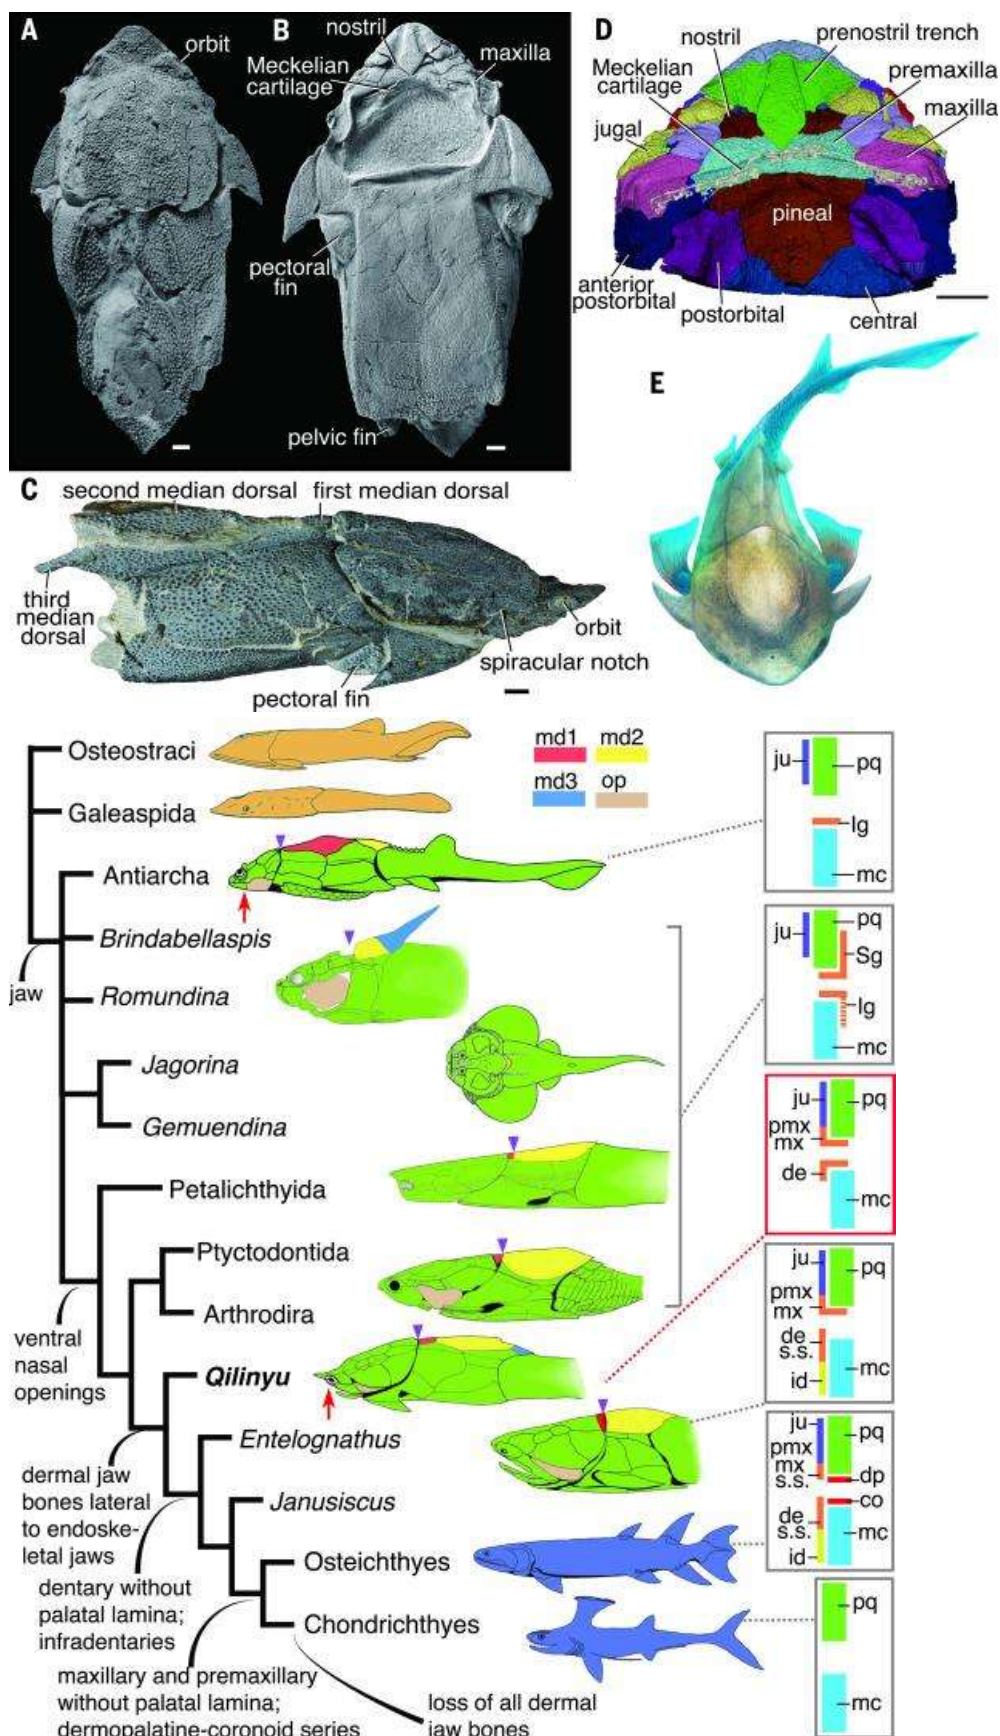 A
orbit
B
nostril
Meckelian
cartilage
maxilla
pectoral
fin
pelvic fin
D
nostril
prenostril trench
Meckelian
cartilage
premaxilla
maxilla
jugal
pineal
anterior
postorbital
postorbital
central
E
C
second median dorsal
first median dorsal
third
median
dorsal
orbit
spiracular notch
pectoral fin
Osteostraci
Galeaspida
Antiarcha
Brindabellaspis
Romundina
Jagorina
Gemuendina
Petalichthyida
Ptyctodontida
Arthrodira
Qilinyu
Entelognathus
Janusiscus
Osteichthyes
Chondrichthyes
jaw
ventral
nasal
openings
dermal jaw
bones lateral
to endoske-
letal jaws
dentary without
palatal lamina;
infradentaries
maxillary and premaxillary
without palatal lamina;
dermopalatine-coronoid series
loss of all dermal
jaw bones
md1
md2
md3
op
ju
pq
Ig
mc
ju
pq
Sg
Ig
mc
ju
pq
pmx
mx
de
mc
ju
pq
pmx
mx
de
s.s.
mc
id
ju
pq
pmx
mx
s.s.
dp
co
de
s.s.
mc
id
pq
mc